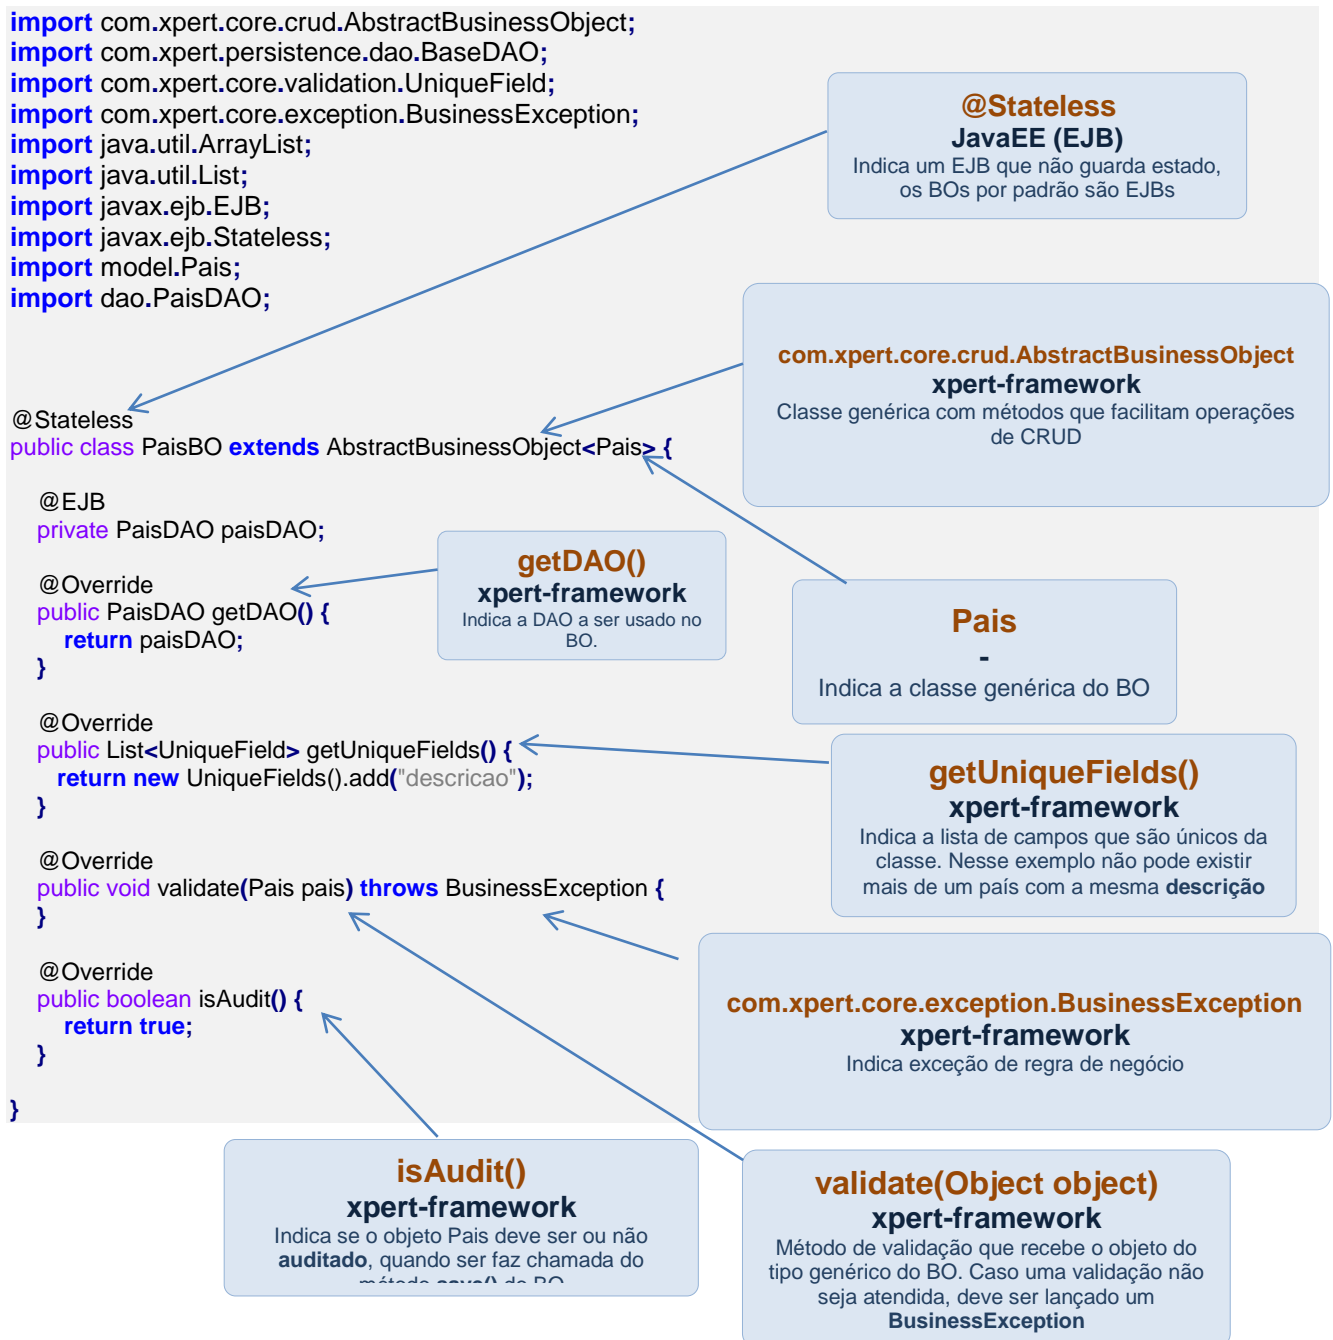 import com.xpert.core.crud.AbstractBusinessObject;
import com.xpert.persistence.dao.BaseDAO;
import com.xpert.core.validation.UniqueField;
import com.xpert.core.exception.BusinessException;
import java.util.ArrayList;
import java.util.List;
import javax.ejb.EJB;
import javax.ejb.Stateless;
import model.Pais;
import dao.PaisDAO;
@Stateless
JavaEE (EJB)
Indica um EJB que não guarda estado,
os BOs por padrão são EJBs
com.xpert.core.crud.AbstractBusinessObject
xpert-framework
Classe genérica com métodos que facilitam operações
de CRUD
@Stateless
public class PaisBO extends AbstractBusinessObject<Pais> {
@EJB
private PaisDAO paisDAO;
@Override
public PaisDAO getDAO() {
return paisDAO;
}
getDAO()
xpert-framework
Indica a DAO a ser usado no
BO.
Pais
-
Indica a classe genérica do BO
@Override
public List<UniqueField> getUniqueFields() {
return new UniqueFields().add("descricao");
}
getUniqueFields()
xpert-framework
Indica a lista de campos que são únicos da
classe. Nesse exemplo não pode existir
mais de um país com a mesma descrição
@Override
public void validate(Pais pais) throws BusinessException {
}
@Override
public boolean isAudit() {
return true;
}
}
com.xpert.core.exception.BusinessException
xpert-framework
Indica exceção de regra de negócio
isAudit()
xpert-framework
Indica se o objeto Pais deve ser ou não
auditado, quando ser faz chamada do
método save() do BO
validate(Object object)
xpert-framework
Método de validação que recebe o objeto do
tipo genérico do BO. Caso uma validação não
seja atendida, deve ser lançado um
BusinessException